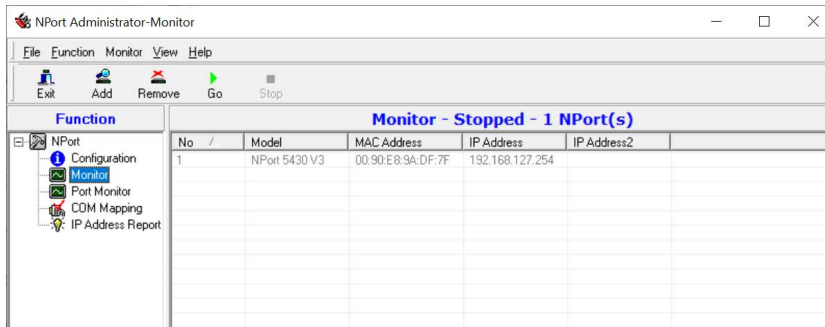 NPort Administrator-Monitor
File Function Monitor View Help
Exit Add Remove Go Stop
Function
Monitor - Stopped - 1 NPort(s)
NPort
Configuration
Monitor
Port Monitor
COM Mapping
IP Address Report
No / Model MAC Address IP Address IP Address2
1 NPort 5430 V3 00:90:E8:9A:DF:7F 192.168.127.254